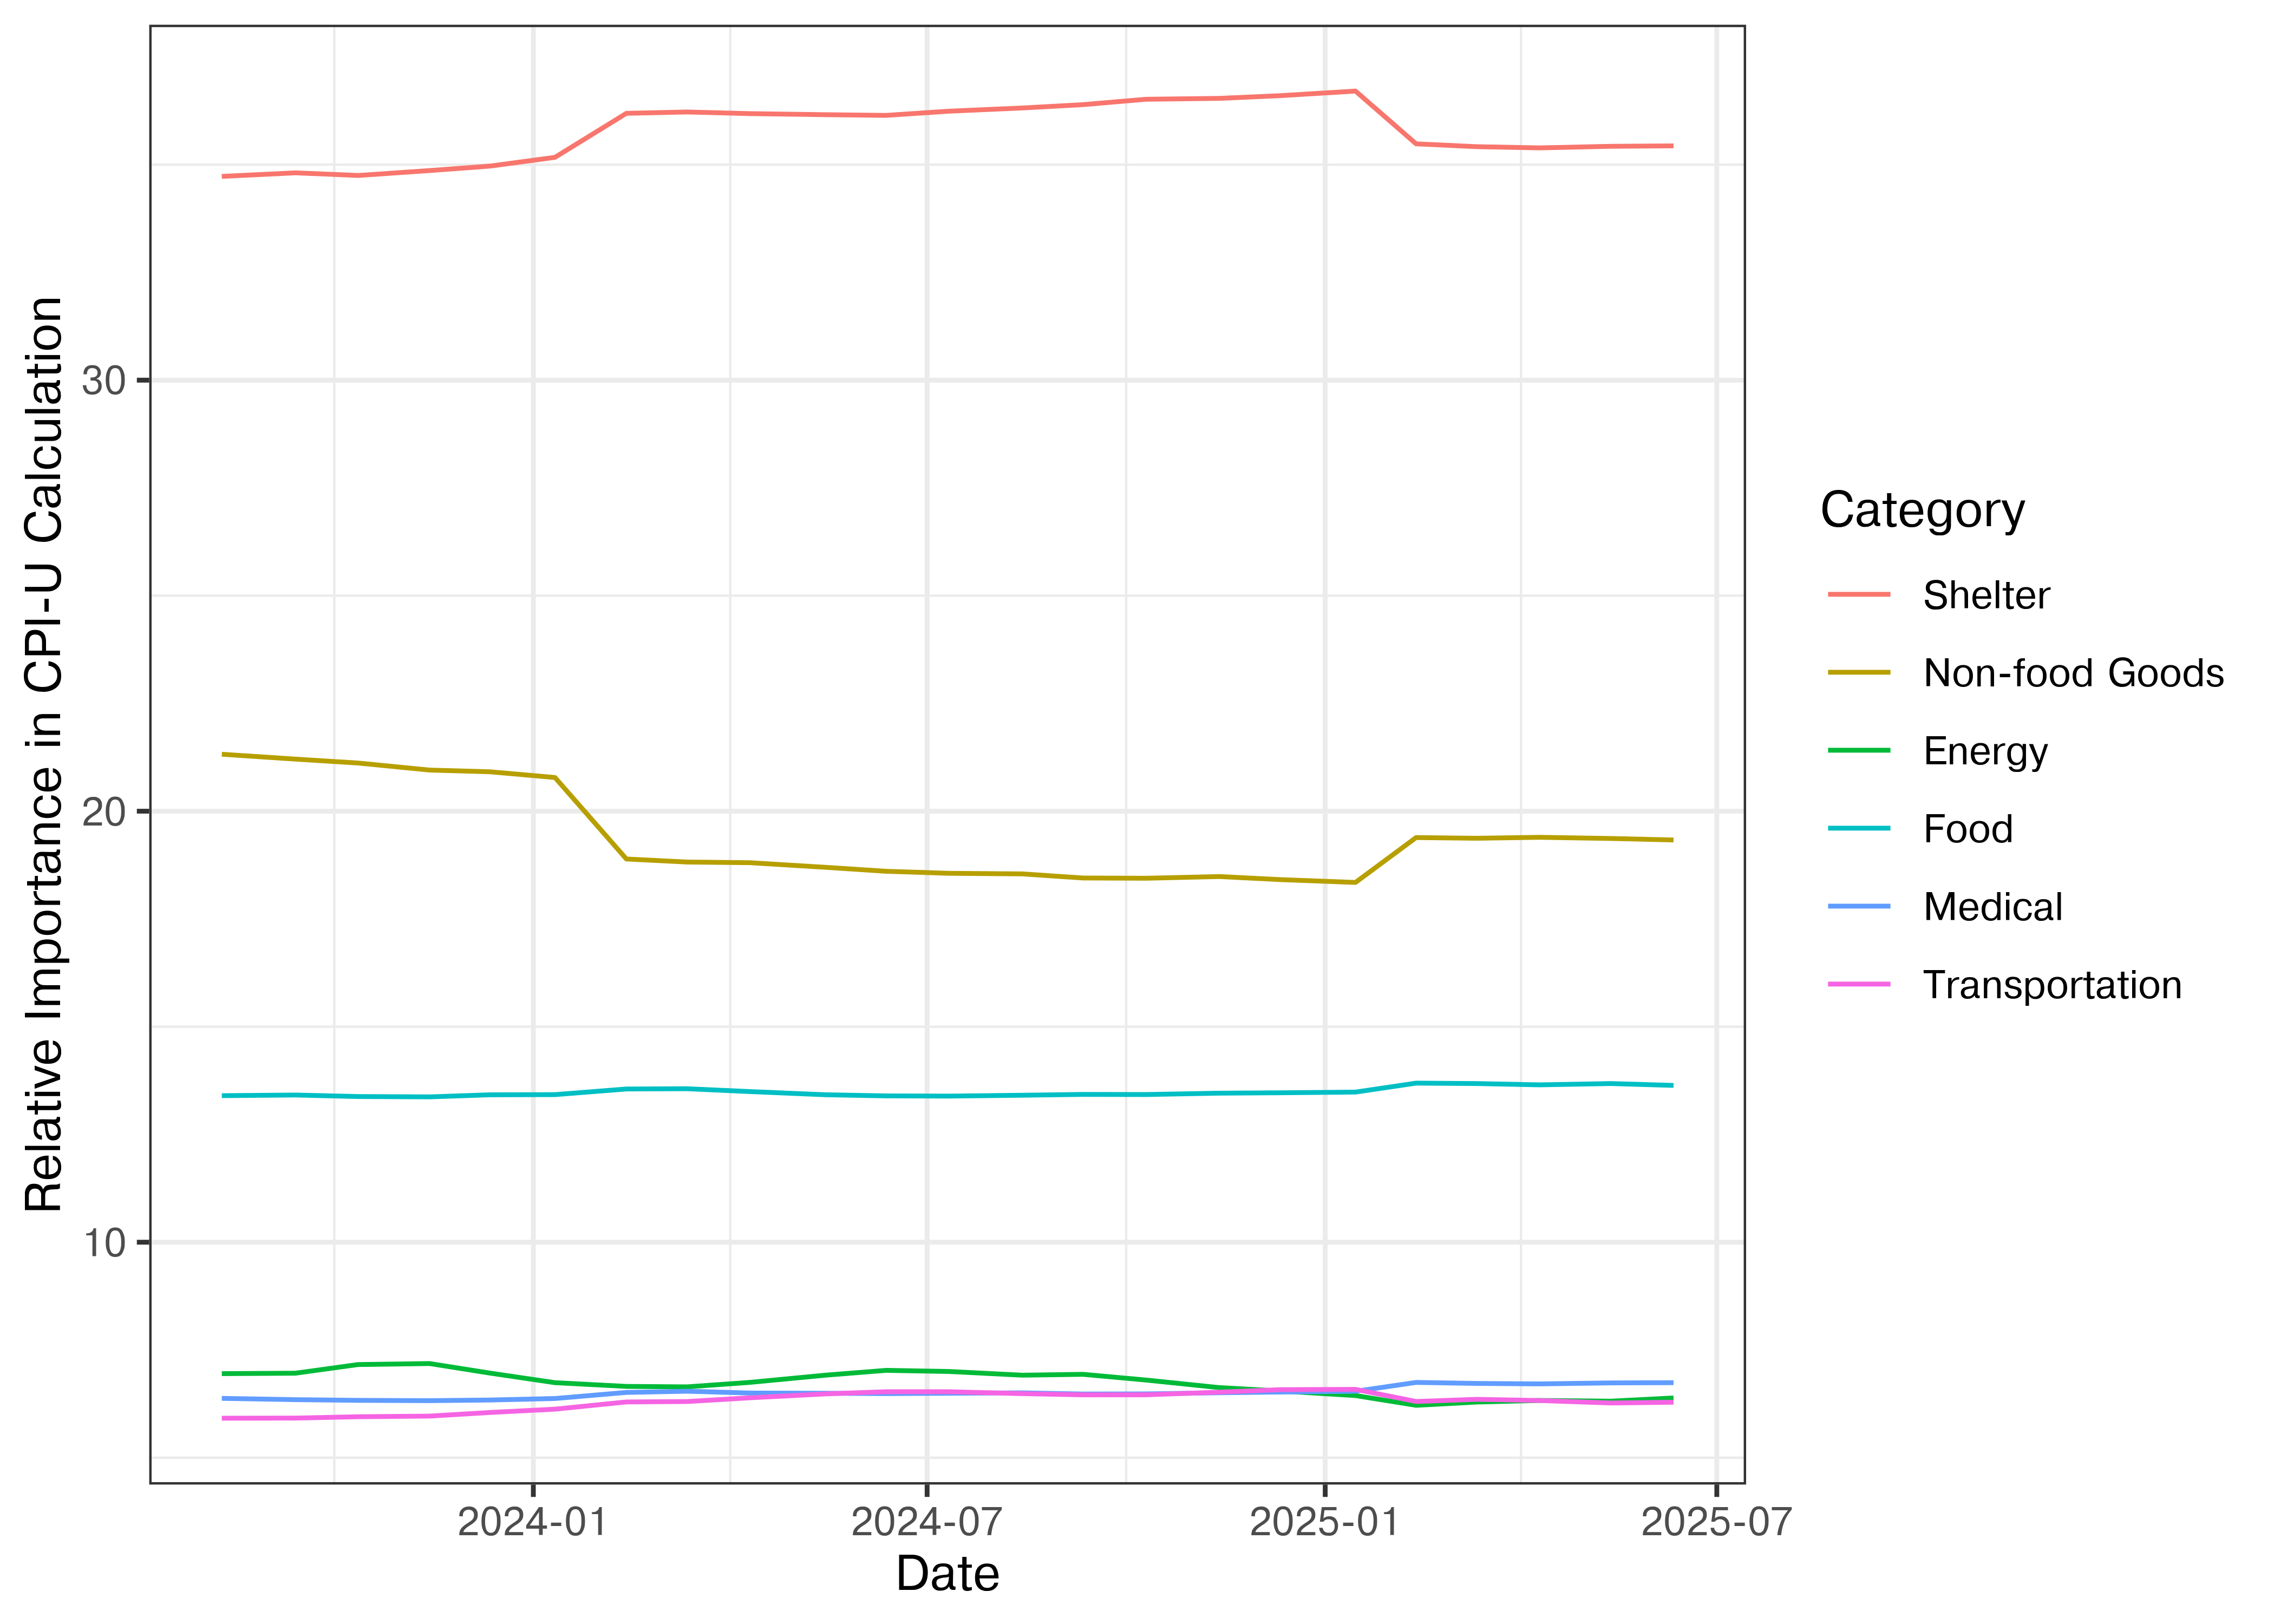 Relative Importance in CPI-U Calculation
30
20
10
2024-01
2024-07
2025-01
2025-07
Date
Category
Shelter
Non-food Goods
Energy
Food
Medical
Transportation